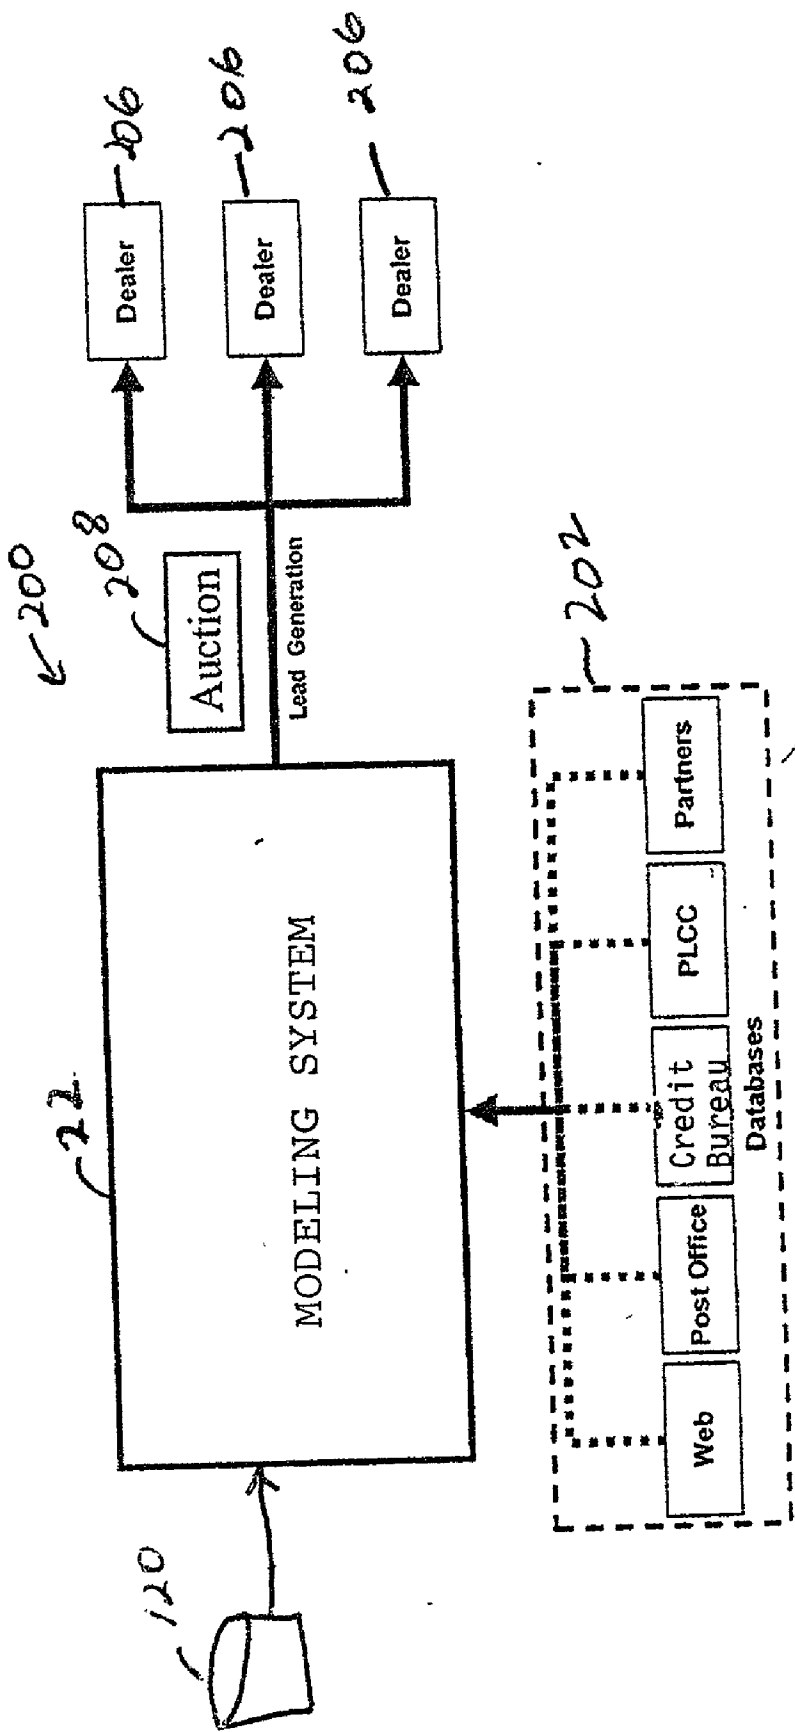 200
120
22
MODELING SYSTEM
208
Auction
Lead Generation
206
Dealer
206
Dealer
206
Dealer
202
Web
Post Office
Credit
Bureau
PLCC
Partners
Databases